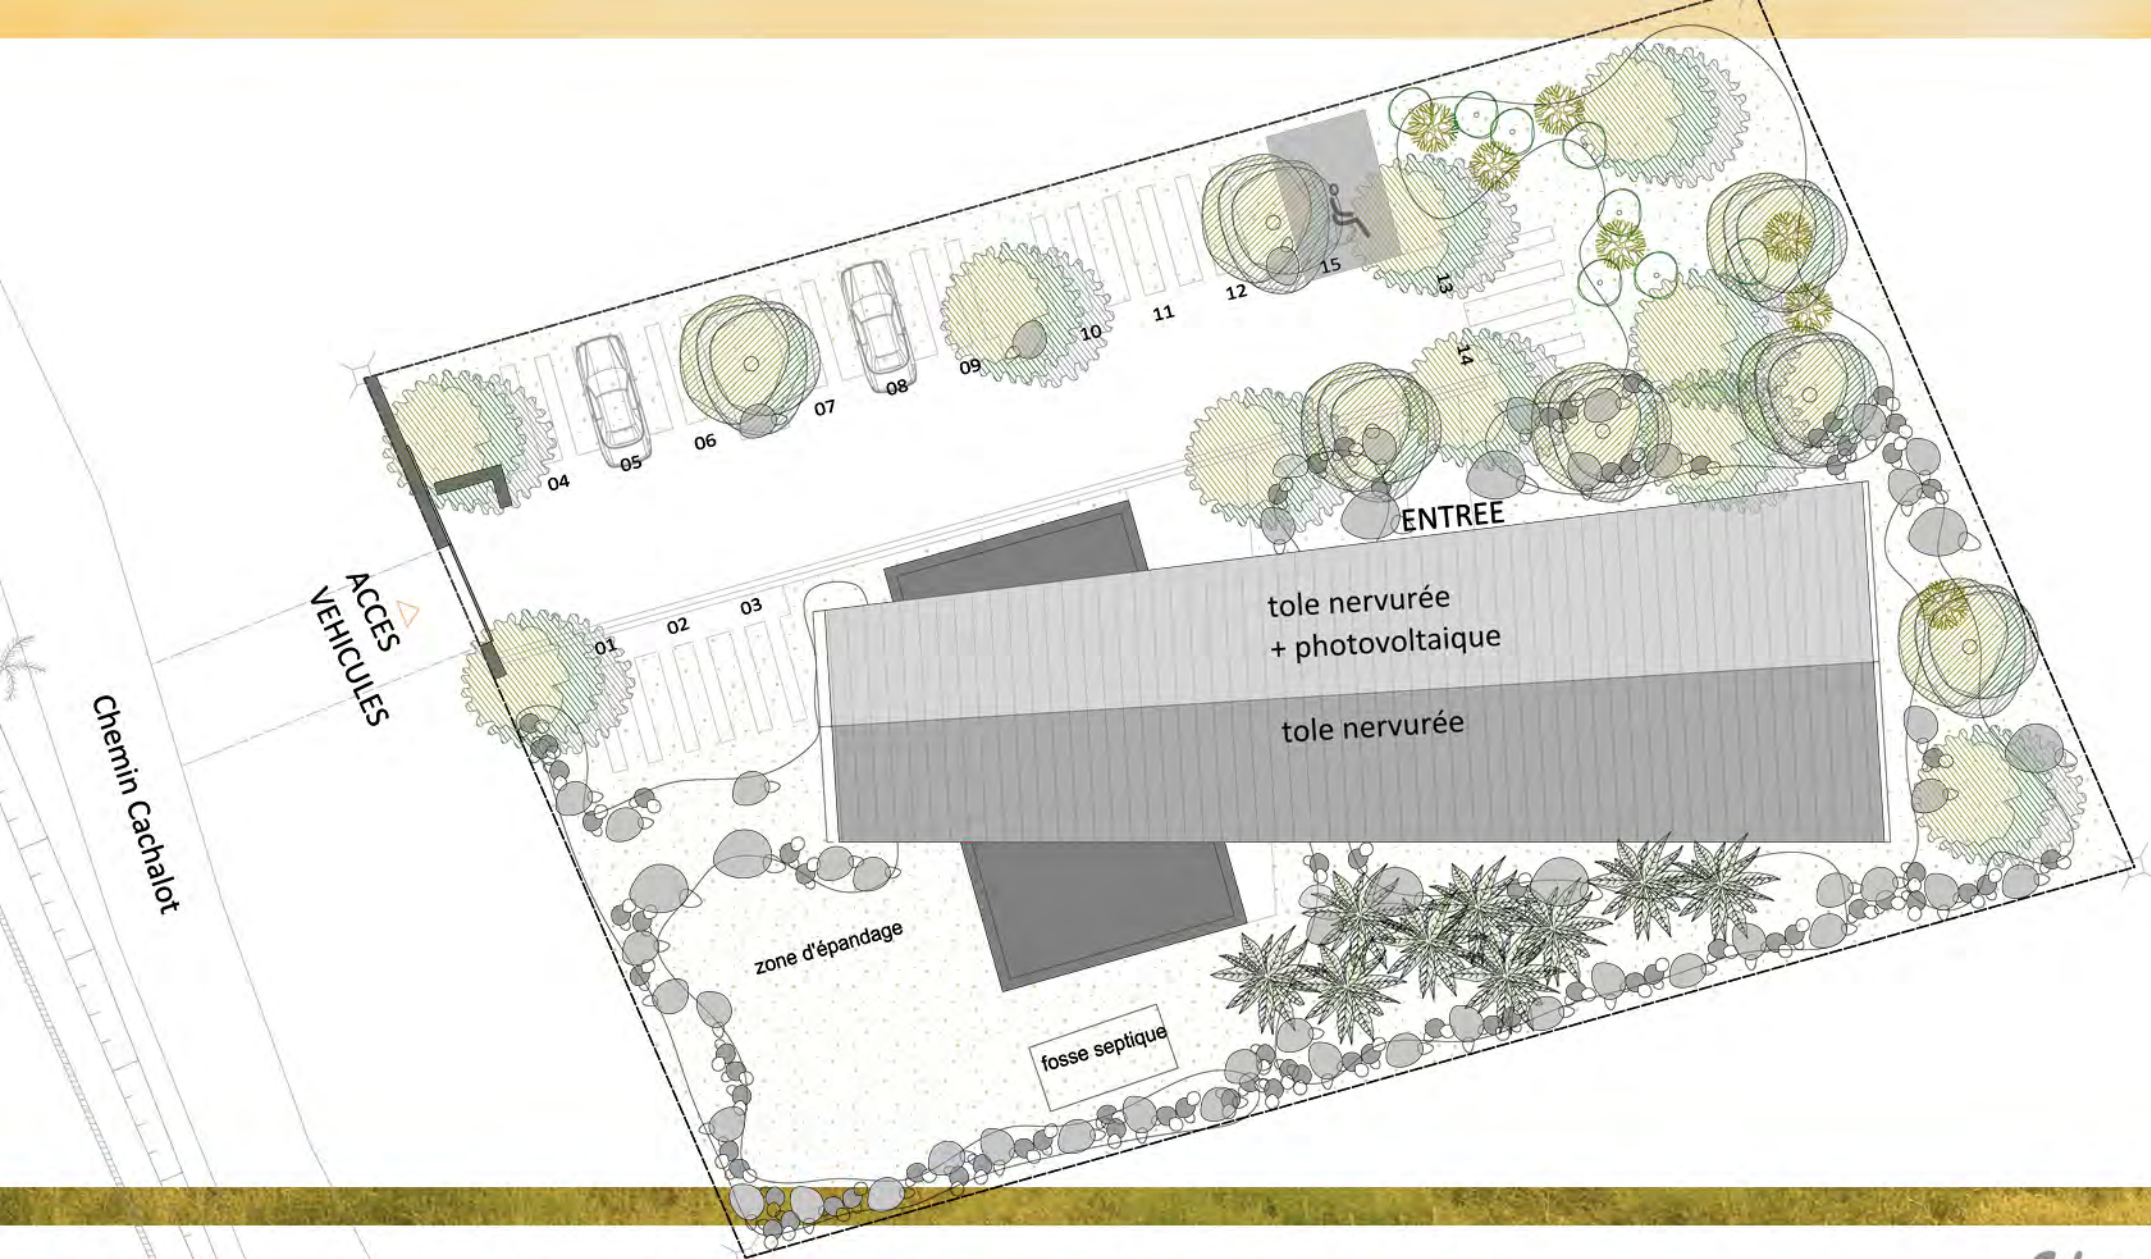 15
13
12
11
10
14
09
08
07
06
05
04
ENTREE
ACCES
VEHICULES
03
02
01
tole nervurée
+ photovoltaique
tole nervurée
Chemin Cachalot
zone d'épandage
fosse septique